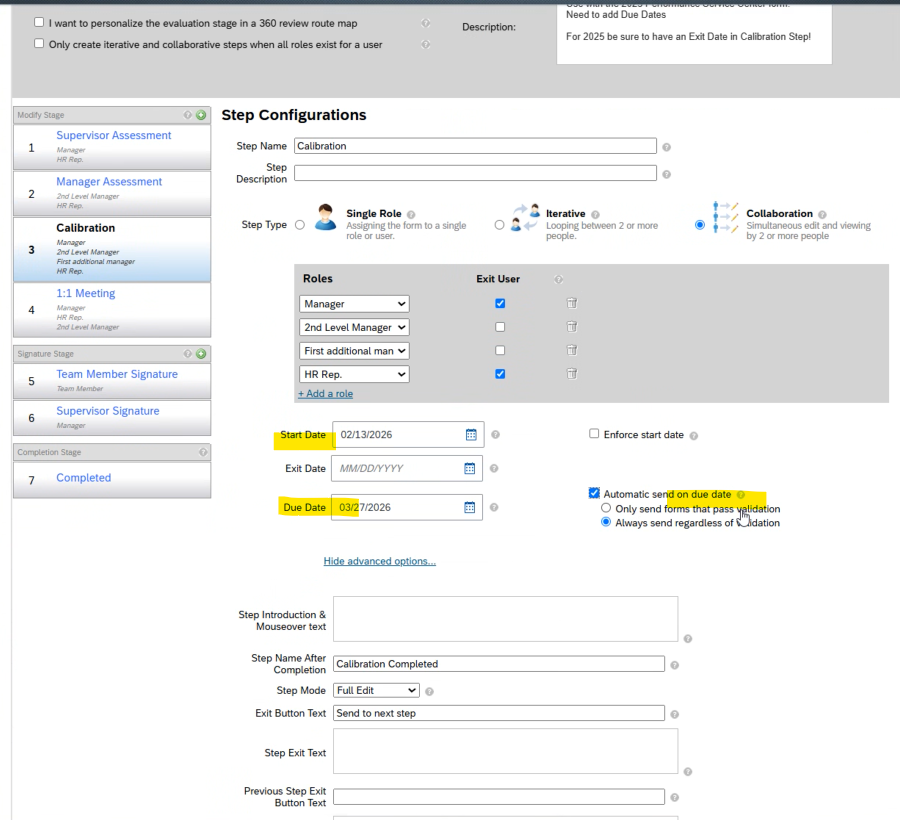 I want to personalize the evaluation stage in a 360 review route map
Only create iterative and collaborative steps when all roles exist for a user
Description:
Use with the 2025 Performance Service Center form.
Need to add Due Dates
For 2025 be sure to have an Exit Date in Calibration Step!
Modify Stage
1
Supervisor Assessment
Manager
HR Rep.
2
Manager Assessment
2nd Level Manager
HR Rep.
3
Calibration
Manager
2nd Level Manager
First additional manager
HR Rep.
4
1:1 Meeting
Manager
HR Rep.
2nd Level Manager
Signature Stage
5
Team Member Signature
Team Member
6
Supervisor Signature
Manager
Completion Stage
7
Completed
Step Configurations
Step Name
Calibration
Step
Description
Step Type
Single Role
Assigning the form to a single
role or user.
Iterative
Looping between 2 or more
people.
Collaboration
Simultaneous edit and viewing
by 2 or more people
Roles
Exit User
Manager
2nd Level Manager
First additional man
HR Rep.
+ Add a role
Start Date
02/13/2026
Enforce start date
Exit Date
MM/DD/YYYY
Due Date
03/27/2026
Automatic send on due date
Only send forms that pass validation
Always send regardless of validation
Hide advanced options...
Step Introduction &
Mouseover text
Step Name After
Completion
Calibration Completed
Step Mode
Full Edit
Exit Button Text
Send to next step
Step Exit Text
Previous Step Exit
Button Text